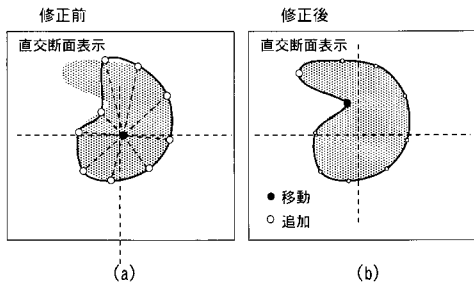 修正前
修正後
直交断面表示
直交断面表示
● 移動
○ 追加
(a)
(b)